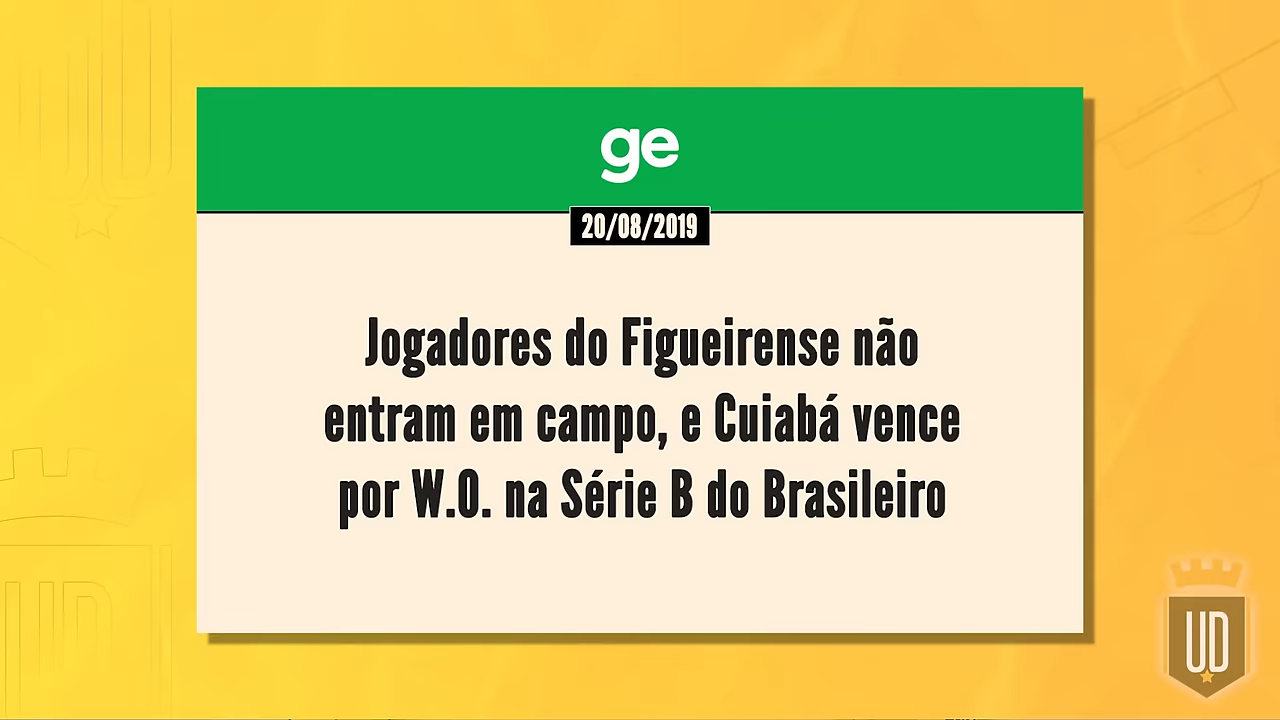 ge
20/08/2019
Jogadores do Figueirense não
entram em campo, e Cuiabá vence
por W.O. na Série B do Brasileiro
UD
UD